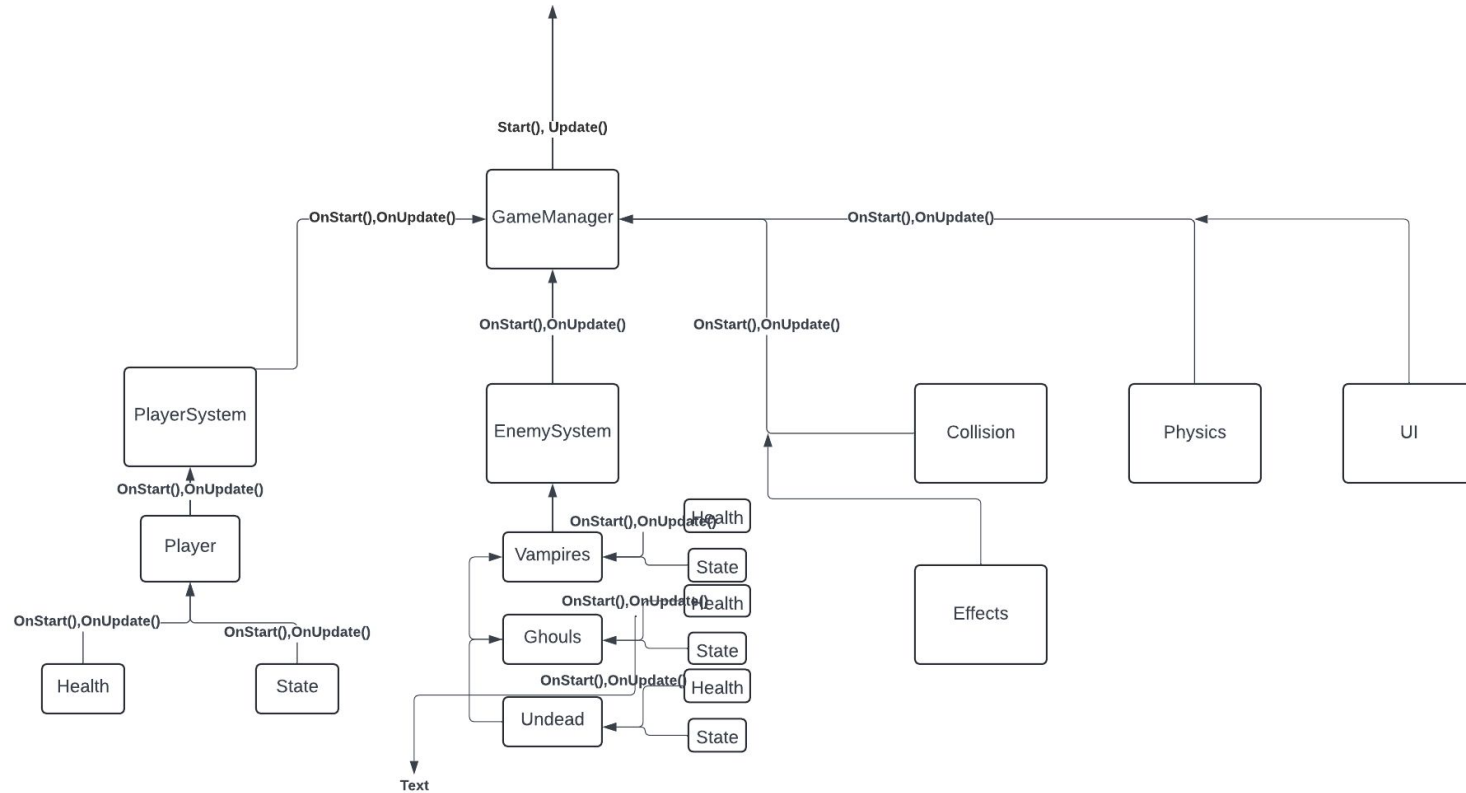 Start(), Update()
GameManager
OnStart(),OnUpdate()
OnStart(),OnUpdate()
OnStart(),OnUpdate()
OnStart(),OnUpdate()
PlayerSystem
EnemySystem
Collision
Physics
UI
OnStart(),OnUpdate()
Player
OnStart(),OnUpdate()
Health
Vampires
State
OnStart(),OnUpdate()
Health
OnStart(),OnUpdate()
OnStart(),OnUpdate()
Ghouls
State
Effects
Health
State
OnStart(),OnUpdate()
Health
Undead
State
Text